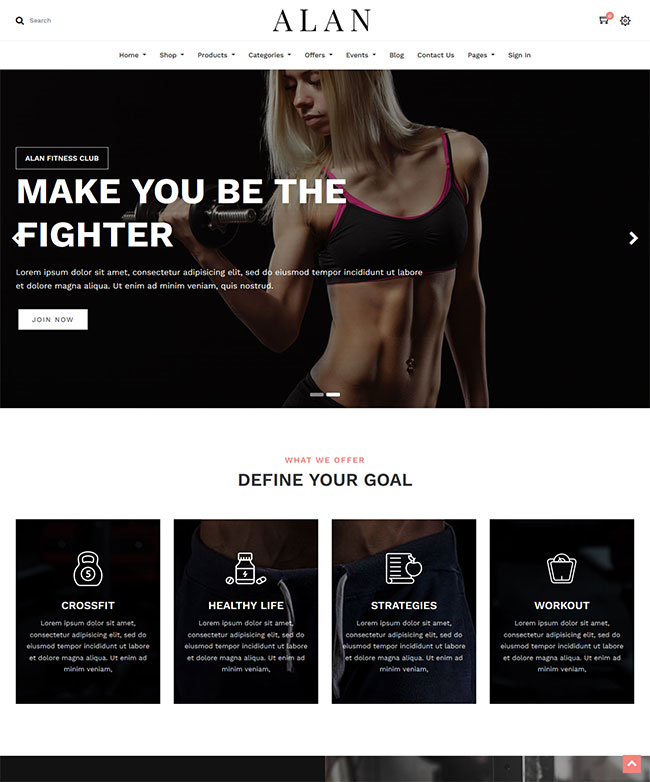 Search
ALAN
Home Shop Products Categories Offers Events Blog Contact Us Pages Sign In
ALAN FITNESS CLUB
MAKE YOU BE THE
FIGHTER
Lorem ipsum dolor sit amet, consectetur adipisicing elit, sed do eiusmod tempor incididunt ut labore
et dolore magna aliqua. Ut enim ad minim veniam, quis nostrud.
JOIN NOW
WHAT WE OFFER
DEFINE YOUR GOAL
CROSSFIT
Lorem ipsum dolor sit amet,
consectetur adipisicing elit, sed do
eiusmod tempor incididunt ut labore
et dolore magna aliqua. Ut enim ad
minim veniam,
HEALTHY LIFE
Lorem ipsum dolor sit amet,
consectetur adipisicing elit, sed do
eiusmod tempor incididunt ut labore
et dolore magna aliqua. Ut enim ad
minim veniam,
STRATEGIES
Lorem ipsum dolor sit amet,
consectetur adipisicing elit, sed do
eiusmod tempor incididunt ut labore
et dolore magna aliqua. Ut enim ad
minim veniam,
WORKOUT
Lorem ipsum dolor sit amet,
consectetur adipisicing elit, sed do
eiusmod tempor incididunt ut labore
et dolore magna aliqua. Ut enim ad
minim veniam,